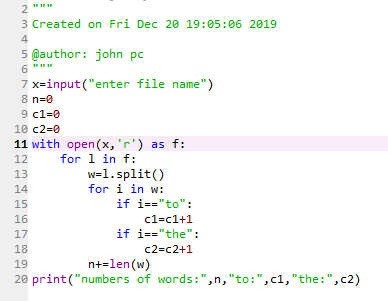 2 """
3 Created on Fri Dec 20 19:05:06 2019
4
5 @author: john pc
6 """
7 x=input("enter file name")
8 n=0
9 c1=0
10 c2=0
11 with open(x,'r') as f:
12     for l in f:
13         w=l.split()
14         for i in w:
15             if i=="to":
16                 c1=c1+1
17             if i=="the":
18                 c2=c2+1
19         n+=len(w)
20 print("numbers of words:",n,"to:",c1,"the:",c2)